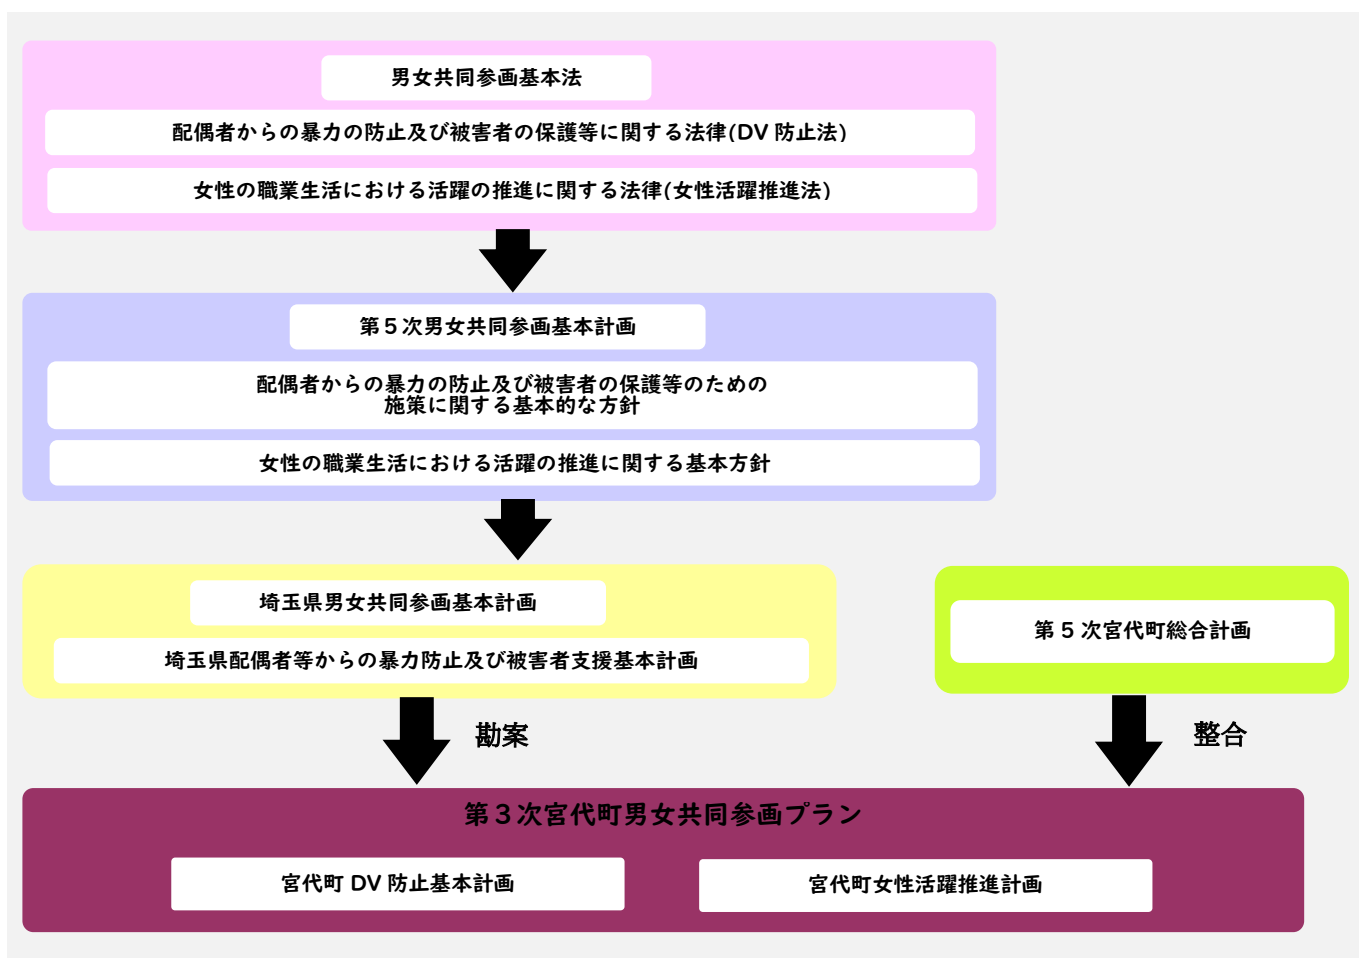 男女共同参画基本法
配偶者からの暴力の防止及び被害者の保護等に関する法律(DV 防止法)
女性の職業生活における活躍の推進に関する法律(女性活躍推進法)
第５次男女共同参画基本計画
配偶者からの暴力の防止及び被害者の保護等のための
施策に関する基本的な方針
女性の職業生活における活躍の推進に関する基本方針
埼玉県男女共同参画基本計画
埼玉県配偶者等からの暴力防止及び被害者支援基本計画
第 5 次宮代町総合計画
勘案
整合
第３次宮代町男女共同参画プラン
宮代町 DV 防止基本計画
宮代町女性活躍推進計画